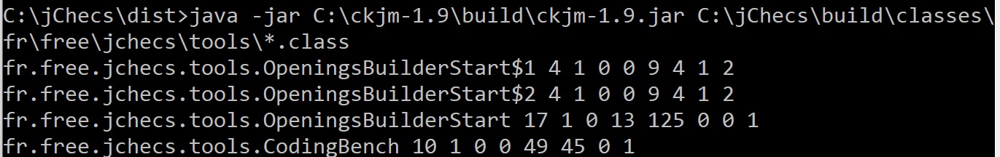 C:\jChecs\dist>java -jar C:\ckjm-1.9\build\ckjm-1.9.jar C:\jChecs\build\classes\
fr\free\jchecs\tools\*.class
fr.free.jchecs.tools.OpeningsBuilderStart$1 4 1 0 0 9 4 1 2
fr.free.jchecs.tools.OpeningsBuilderStart$2 4 1 0 0 9 4 1 2
fr.free.jchecs.tools.OpeningsBuilderStart 17 1 0 13 125 0 0 1
fr.free.jchecs.tools.CodingBench 10 1 0 0 49 45 0 1